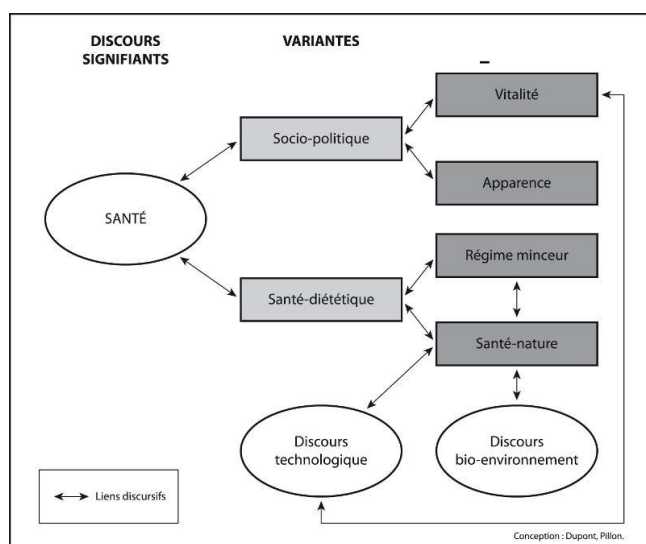 DISCOURS
SIGNIFIANTS
VARIANTES
–
Vitalité
Socio-politique
Apparence
SANTÉ
Régime minceur
Santé-diététique
Santé-nature
Discours
technologique
Discours
bio-environnement
Liens discursifs
Conception : Dupont, Pillon.